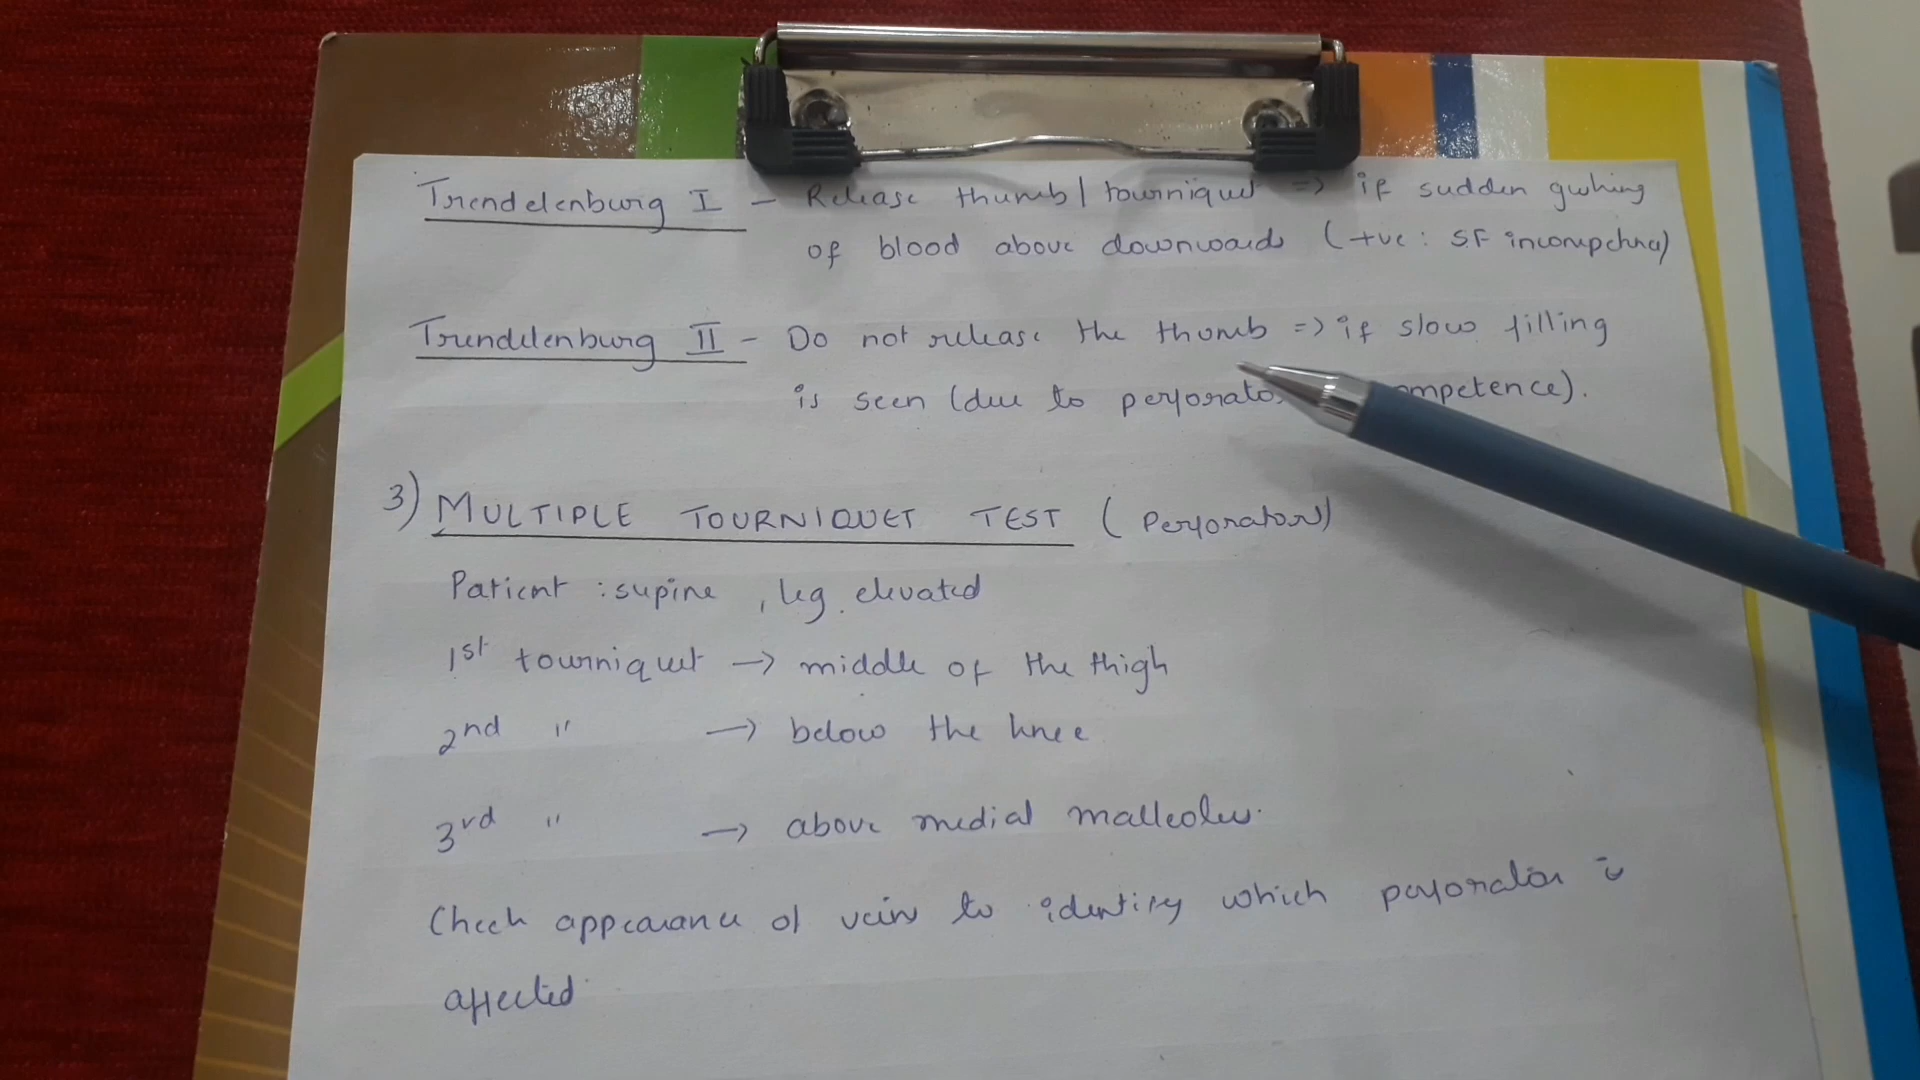 Trendelenburg I - Release thumb/tourniquet => if sudden gushing
of blood above downwards (+ve: SF incompetence)
Trendelenburg II - Do not release the thumb => if slow filling
is seen (due to perforato mpetence).
3) MULTIPLE TOURNIQUET TEST (Perforators)
Patient : supine, leg elevated
1st tourniquet -> middle of the thigh
2nd " -> below the knee
3rd " -> above medial malleolus.
Check appearance of veins to identify which perforator is
affected